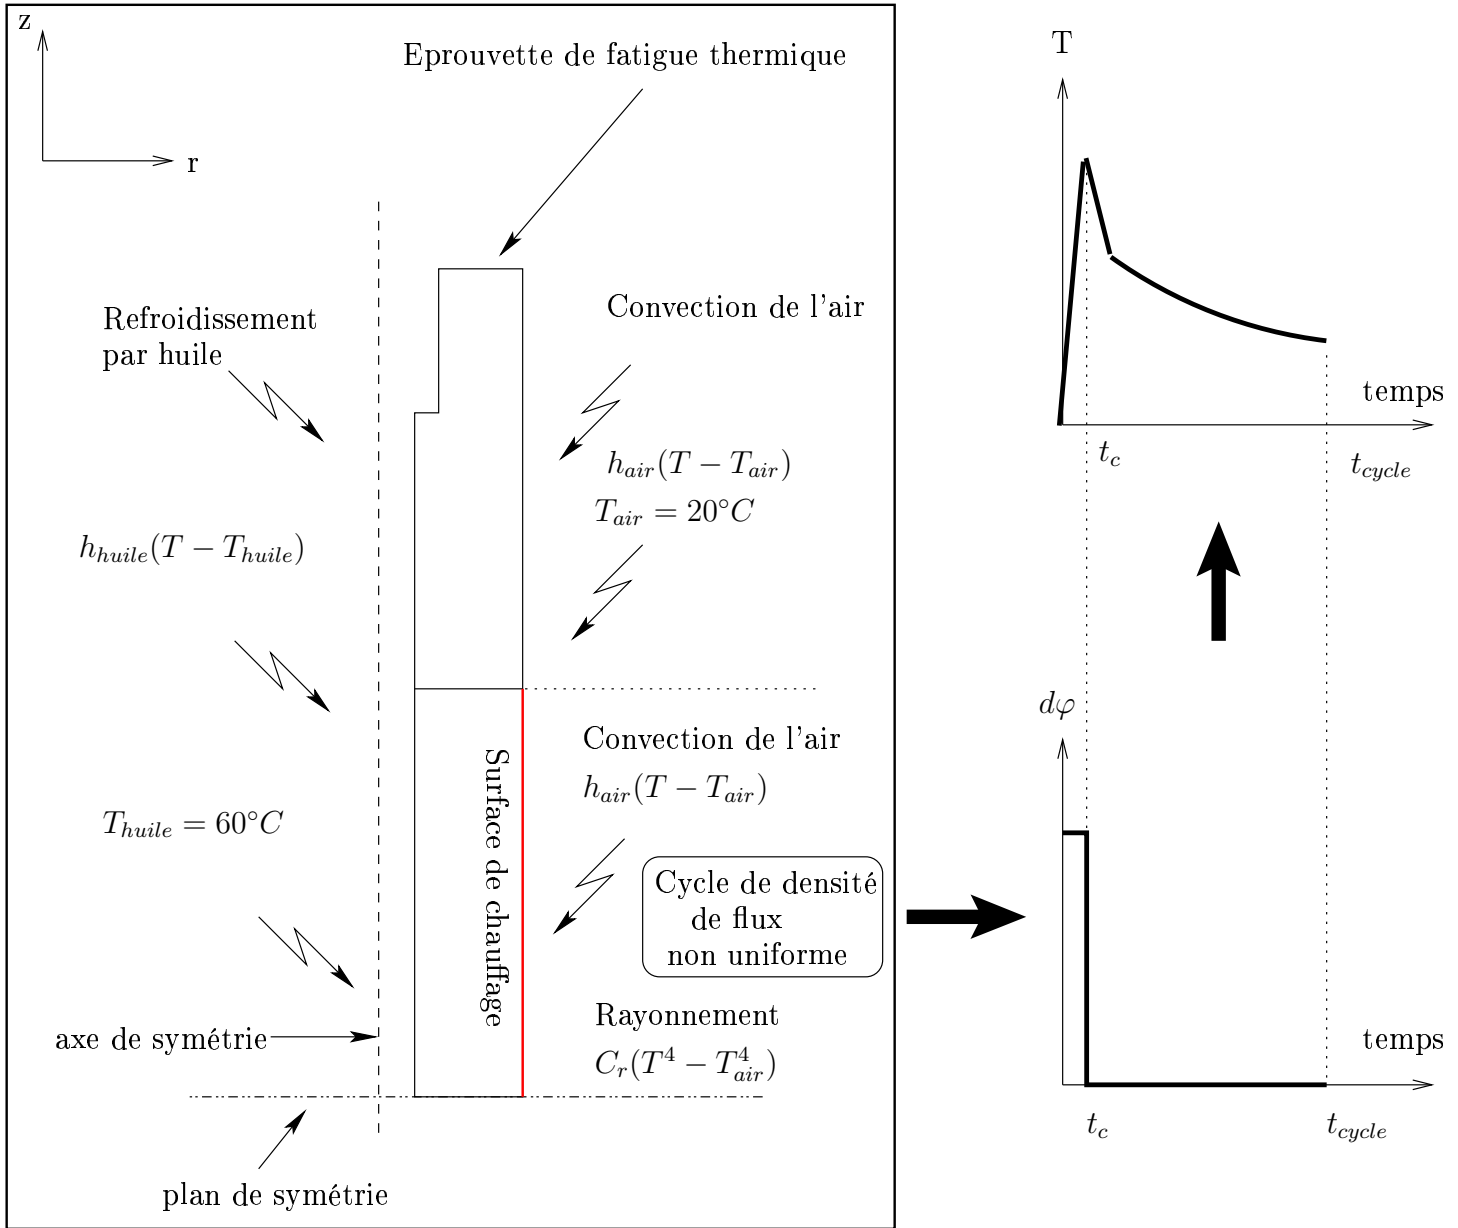 z
r
Eprouvette de fatigue thermique
Refroidissement
par huile
Convection de l'air
h_{air}(T − T_{air})
T_{air} = 20°C
h_{huile}(T − T_{huile})
Surface de chauffage
Convection de l'air
h_{air}(T − T_{air})
T_{huile} = 60°C
Cycle de densité
de flux
non uniforme
Rayonnement
C_r(T^4 − T_{air}^4)
axe de symétrie
plan de symétrie
T
temps
t_c
t_{cycle}
dφ
temps
t_c
t_{cycle}